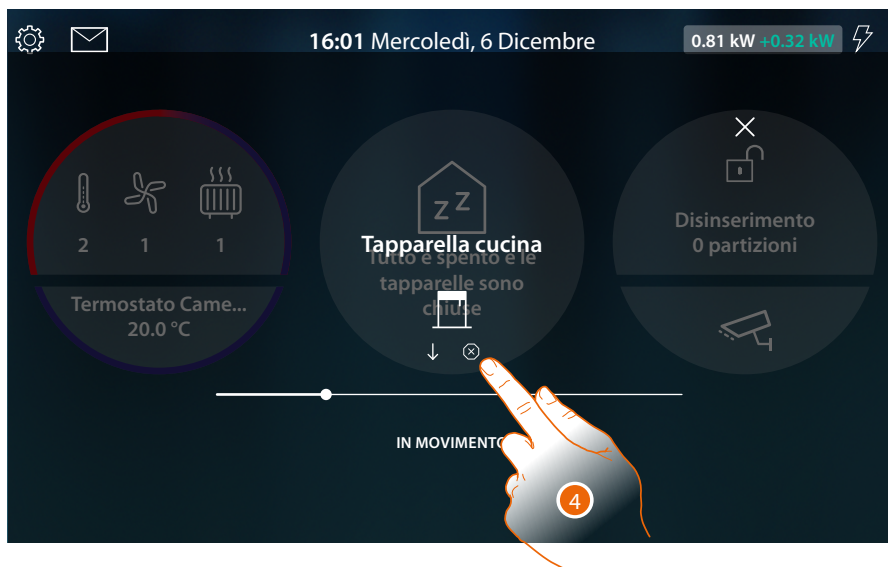 16:01 Mercoledì, 6 Dicembre
0.81 kW +0.32 kW
2 1 1
Termostato Came...
20.0 °C
z Z
Tapparella cucina
Tutto è spento e le
tapparelle sono
chiuse
Disinserimento
0 partizioni
IN MOVIMENTO
4